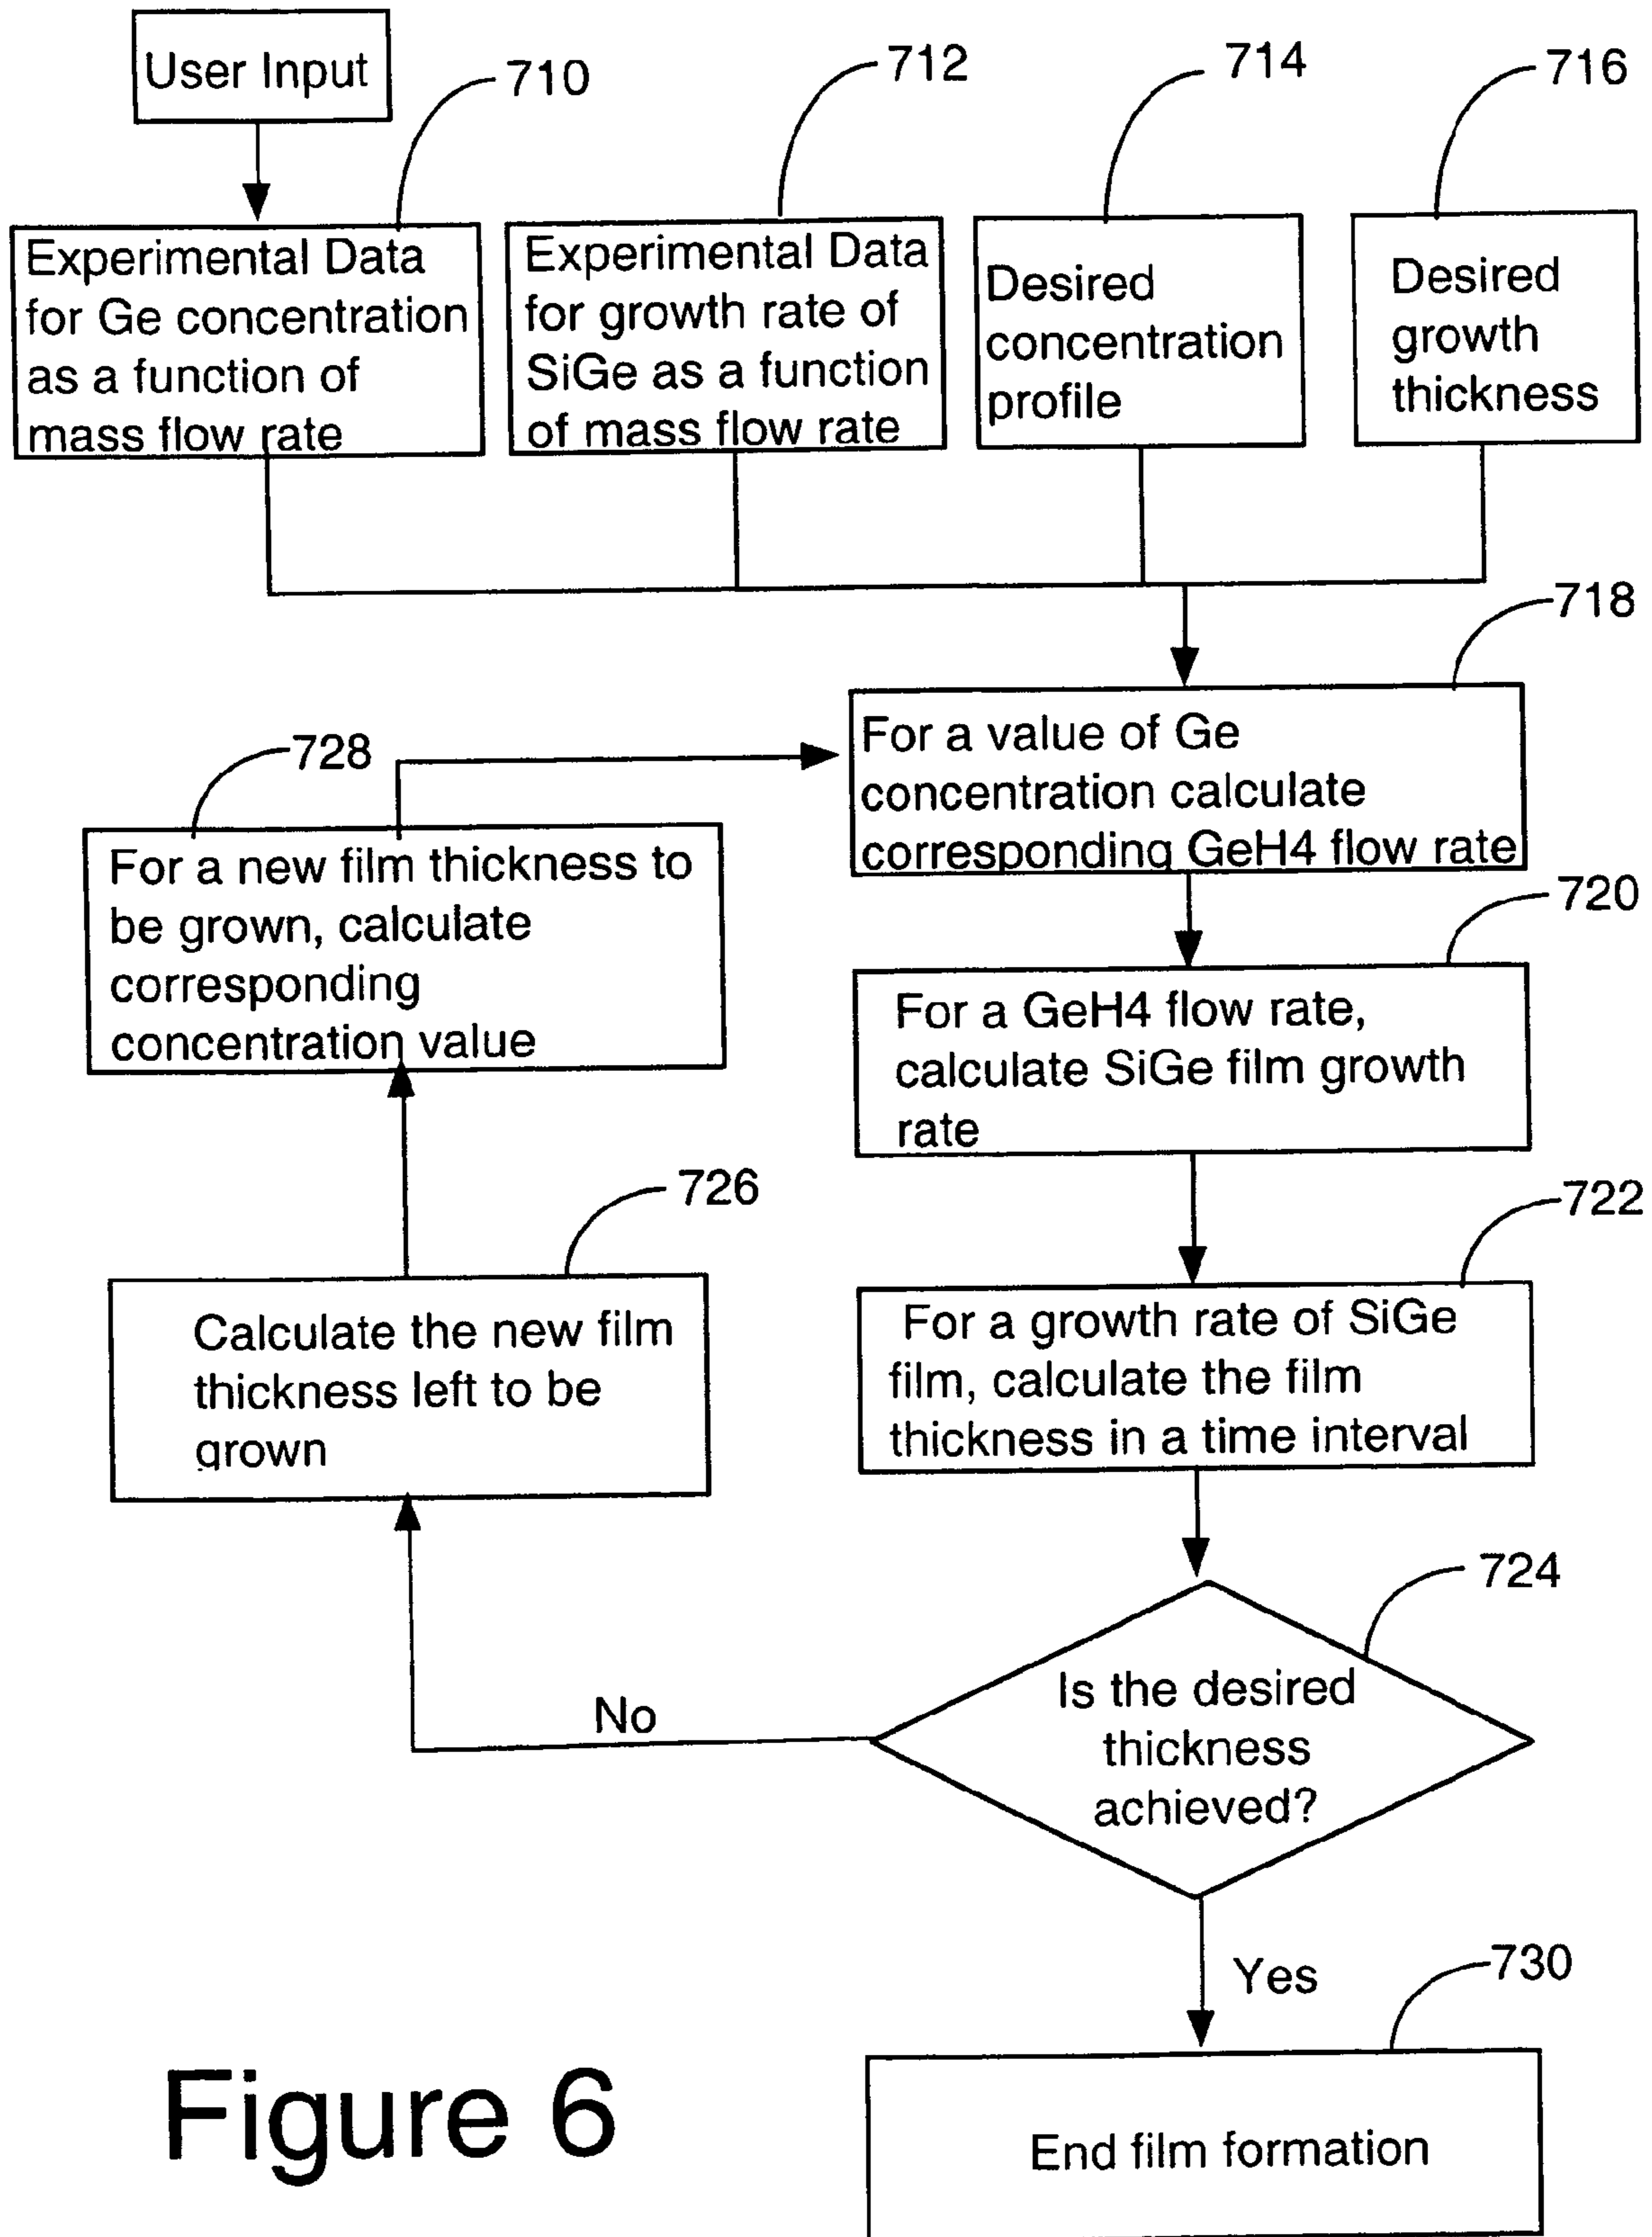 User Input
710
712
714
716
Experimental Data
for Ge concentration
as a function of
mass flow rate
Experimental Data
for growth rate of
SiGe as a function
of mass flow rate
Desired
concentration
profile
Desired
growth
thickness
718
For a value of Ge
concentration calculate
corresponding GeH4 flow rate
728
For a new film thickness to
be grown, calculate
corresponding
concentration value
720
For a GeH4 flow rate,
calculate SiGe film growth
rate
726
Calculate the new film
thickness left to be
grown
722
For a growth rate of SiGe
film, calculate the film
thickness in a time interval
724
Is the desired
thickness
achieved?
No
Yes
730
End film formation
Figure 6